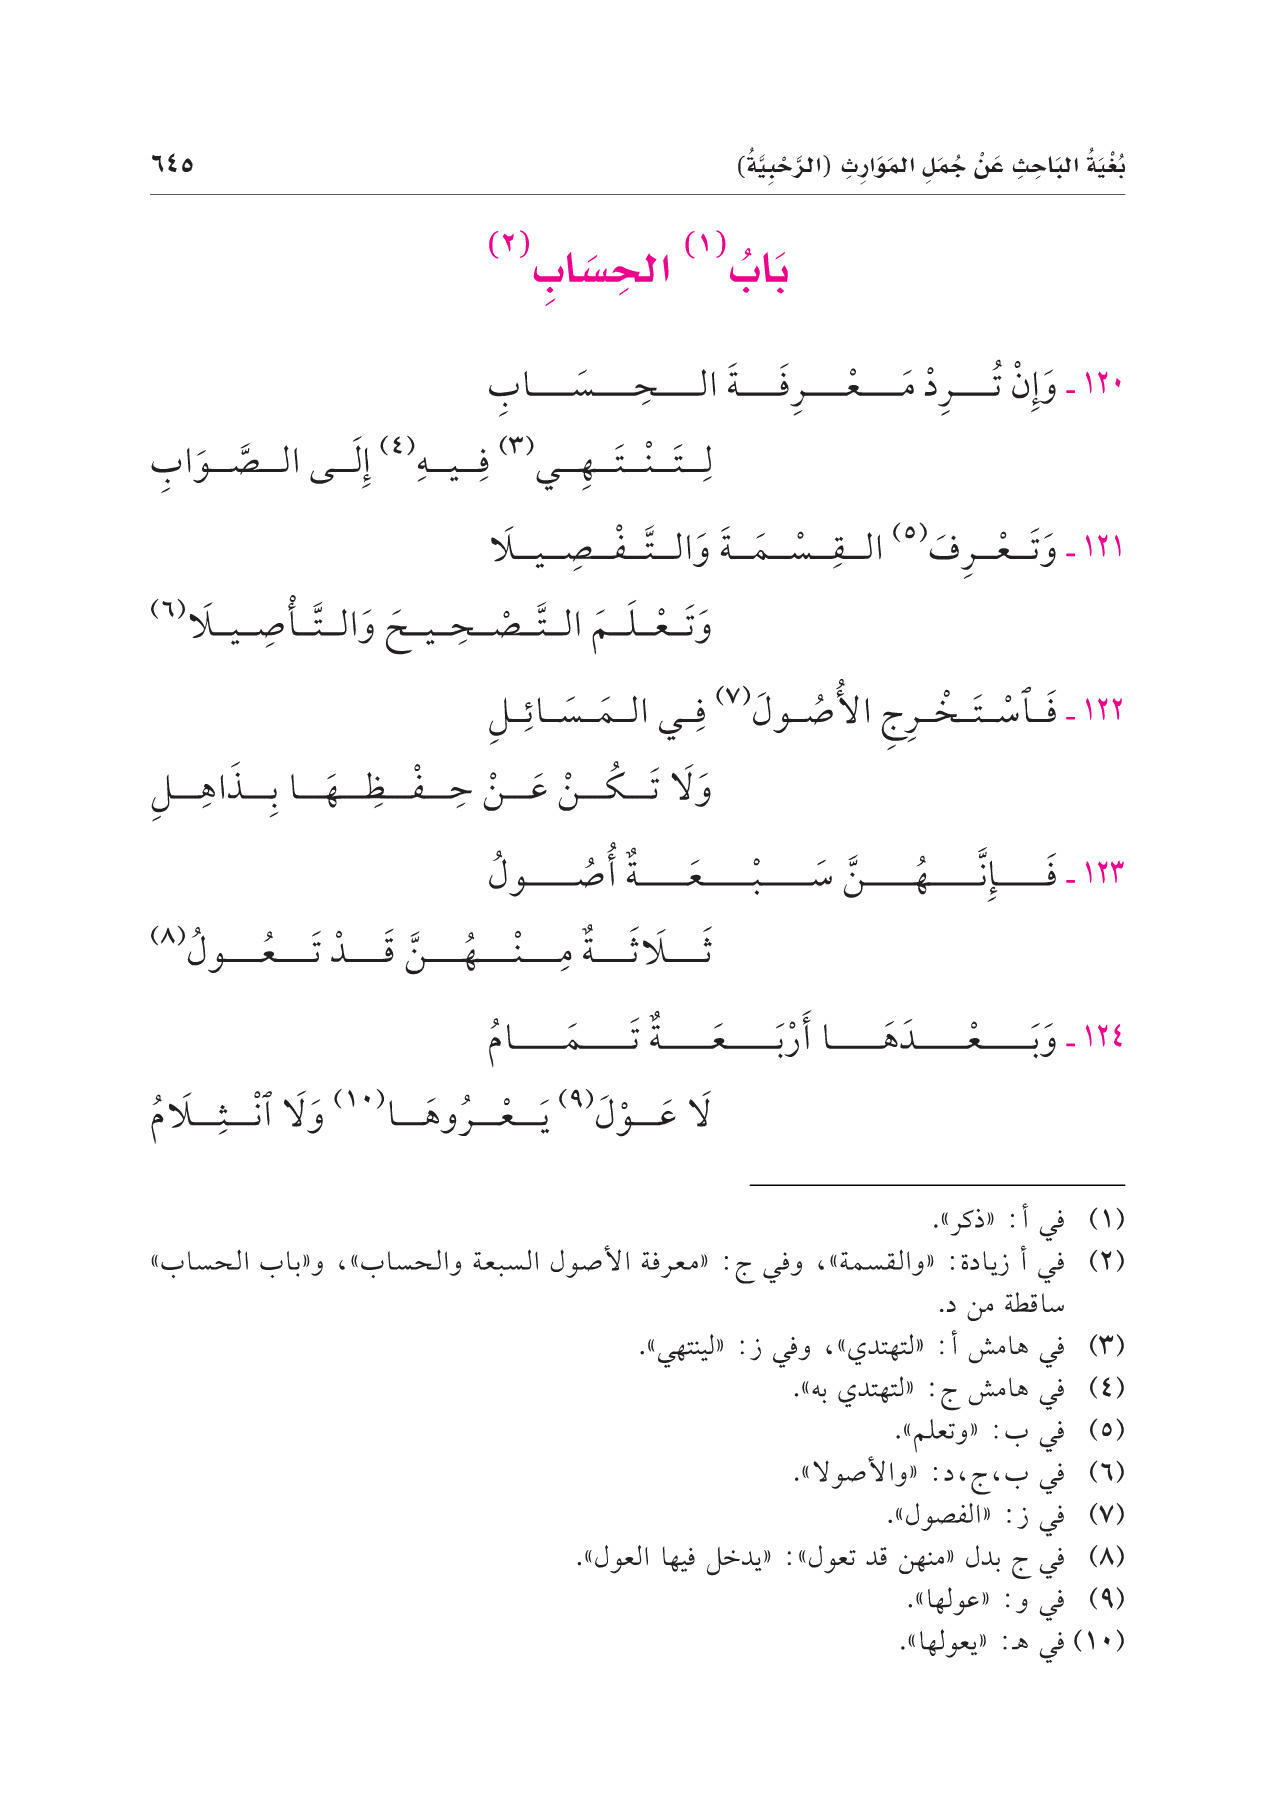 بُغْيَةُ البَاحِثِ عَنْ جُمَلِ المَوَارِثِ (الرَّحْبِيَّةُ) ٦٤٥
بَابُ(١) الحِسَابِ(٢)
١٢٠ - وَإِنْ تُرِدْ مَعْرِفَةَ الحِسَابِ
لِتَنْتَهِي(٣) فِيهِ(٤) إِلَى الصَّوَابِ
١٢١ - وَتَعْرِفَ(٥) القِسْمَةَ وَالتَّفْصِيلَا
وَتَعْلَمَ التَّصْحِيحَ وَالتَّأْصِيلَا(٦)
١٢٢ - فَٱسْتَخْرِجِ الأُصُولَ(٧) فِي المَسَائِلِ
وَلَا تَكُنْ عَنْ حِفْظِهَا بِذَاهِلِ
١٢٣ - فَإِنَّهُنَّ سَبْعَةٌ أُصُولُ
ثَلَاثَةٌ مِنْهُنَّ قَدْ تَعُولُ(٨)
١٢٤ - وَبَعْدَهَا أَرْبَعَةٌ تَمَامُ
لَا عَوْلَ(٩) يَعْرُوهَا(١٠) وَلَا ٱنْثِلَامُ
(١) في أ: «ذكر».
(٢) في أ زيادة: «والقسمة»، وفي ج: «معرفة الأصول السبعة والحساب»، و«باب الحساب»
ساقطة من د.
(٣) في هامش أ: «لتهتدي»، وفي ز: «لينتهي».
(٤) في هامش ج: «لتهتدي به».
(٥) في ب: «وتعلم».
(٦) في ب،ج،د: «والأصولا».
(٧) في ز: «الفصول».
(٨) في ج بدل «منهن قد تعول»: «يدخل فيها العول».
(٩) في و: «عولها».
(١٠) في هـ: «يعولها».